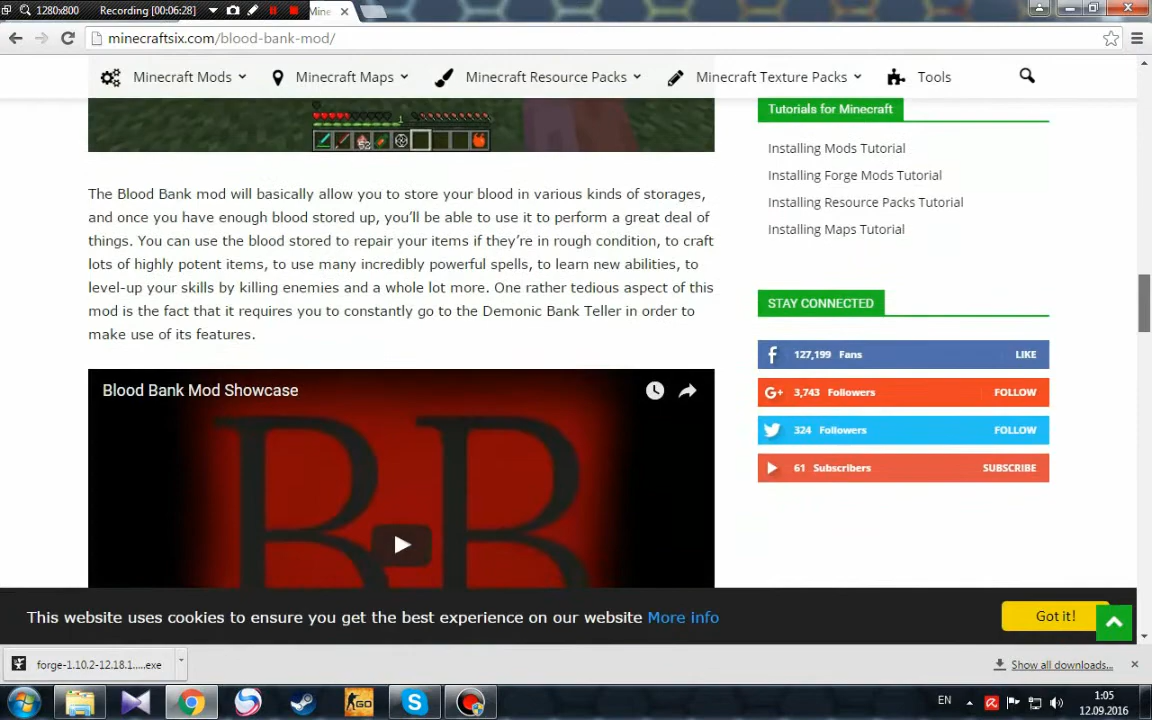 1280x800 Recording [00:06:28] Mine
minecraftsix.com/blood-bank-mod/
Minecraft Mods Minecraft Maps Minecraft Resource Packs Minecraft Texture Packs Tools
1
52
Tutorials for Minecraft
Installing Mods Tutorial
Installing Forge Mods Tutorial
Installing Resource Packs Tutorial
Installing Maps Tutorial
The Blood Bank mod will basically allow you to store your blood in various kinds of storages,
and once you have enough blood stored up, you’ll be able to use it to perform a great deal of
things. You can use the blood stored to repair your items if they’re in rough condition, to craft
lots of highly potent items, to use many incredibly powerful spells, to learn new abilities, to
level-up your skills by killing enemies and a whole lot more. One rather tedious aspect of this
mod is the fact that it requires you to constantly go to the Demonic Bank Teller in order to
make use of its features.
STAY CONNECTED
127,199 Fans LIKE
3,743 Followers FOLLOW
324 Followers FOLLOW
61 Subscribers SUBSCRIBE
Blood Bank Mod Showcase
BB
This website uses cookies to ensure you get the best experience on our website More info
Got it!
forge-1.10.2-12.18.1.....exe
Show all downloads...
GO
EN
1:05
12.09.2016